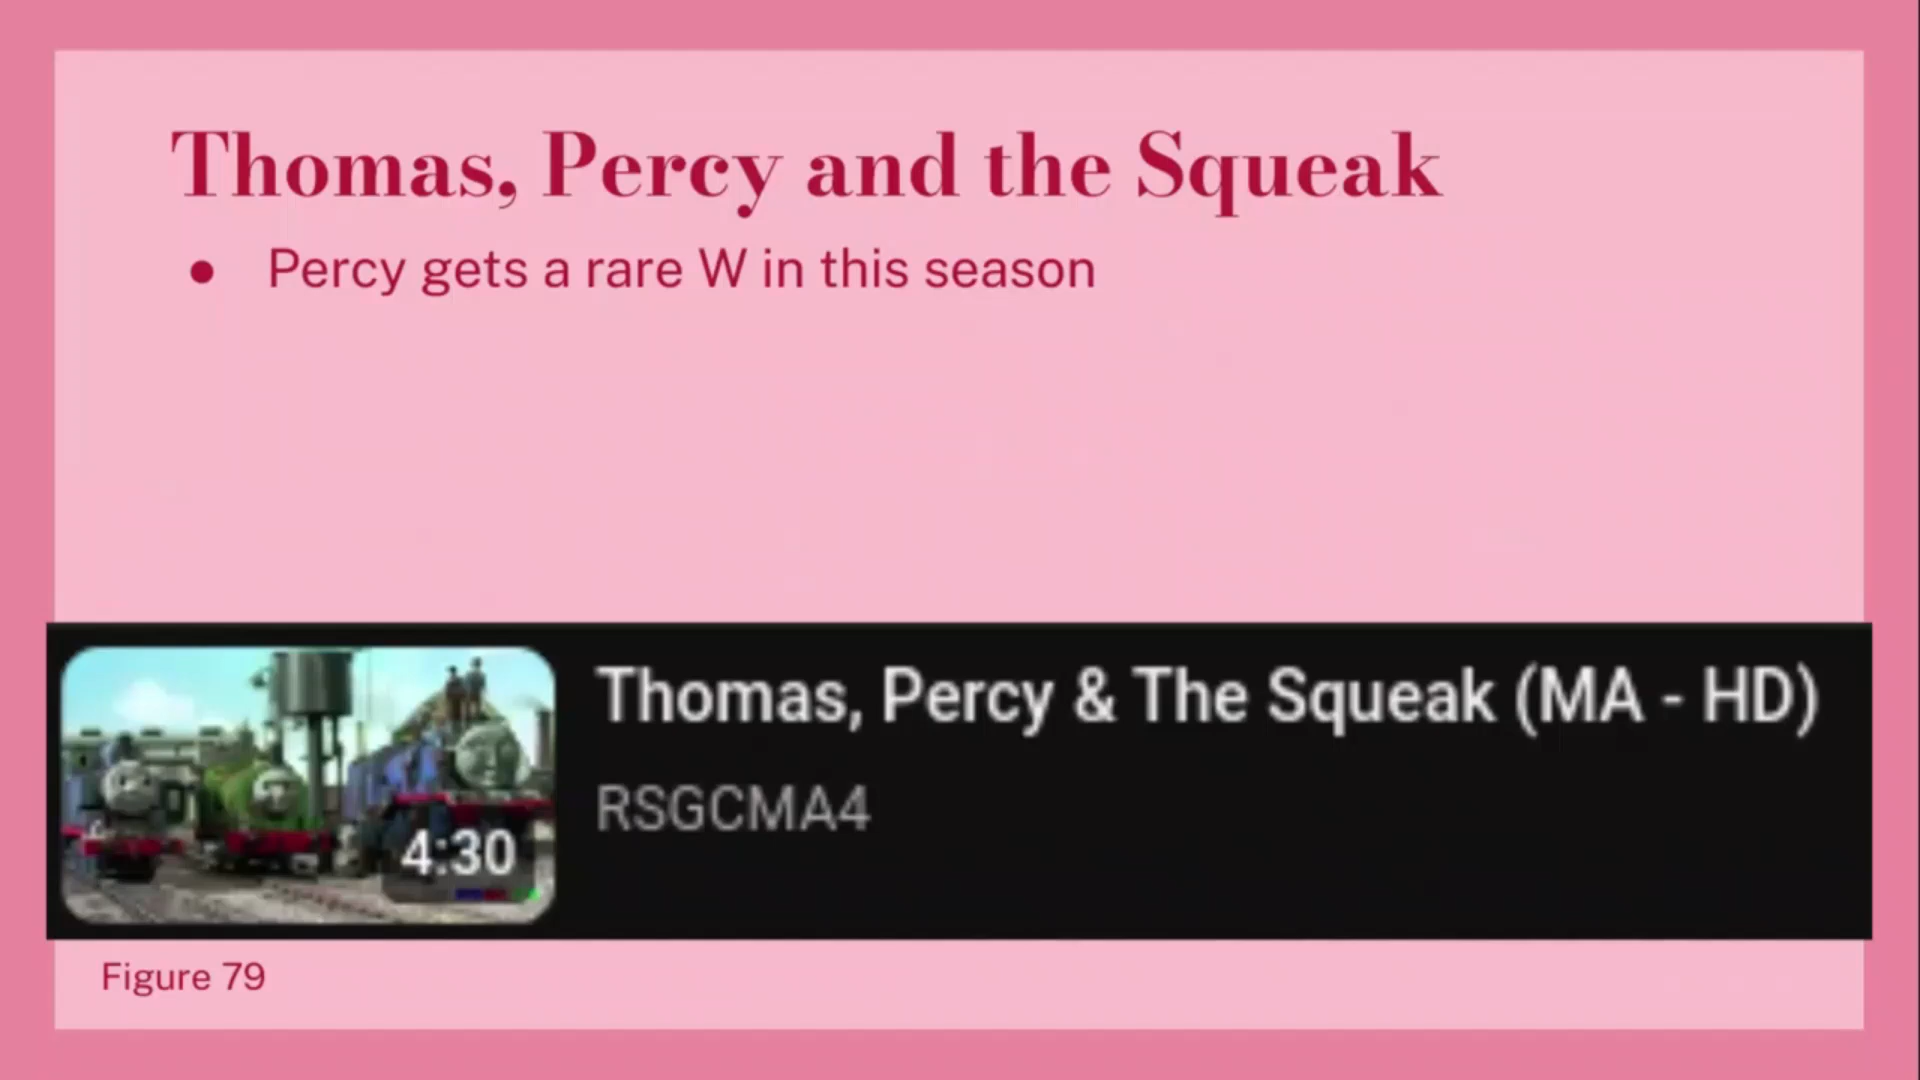 Thomas, Percy and the Squeak
● Percy gets a rare W in this season
Thomas, Percy & The Squeak (MA - HD)
RSGCMA4
4:30
Figure 79